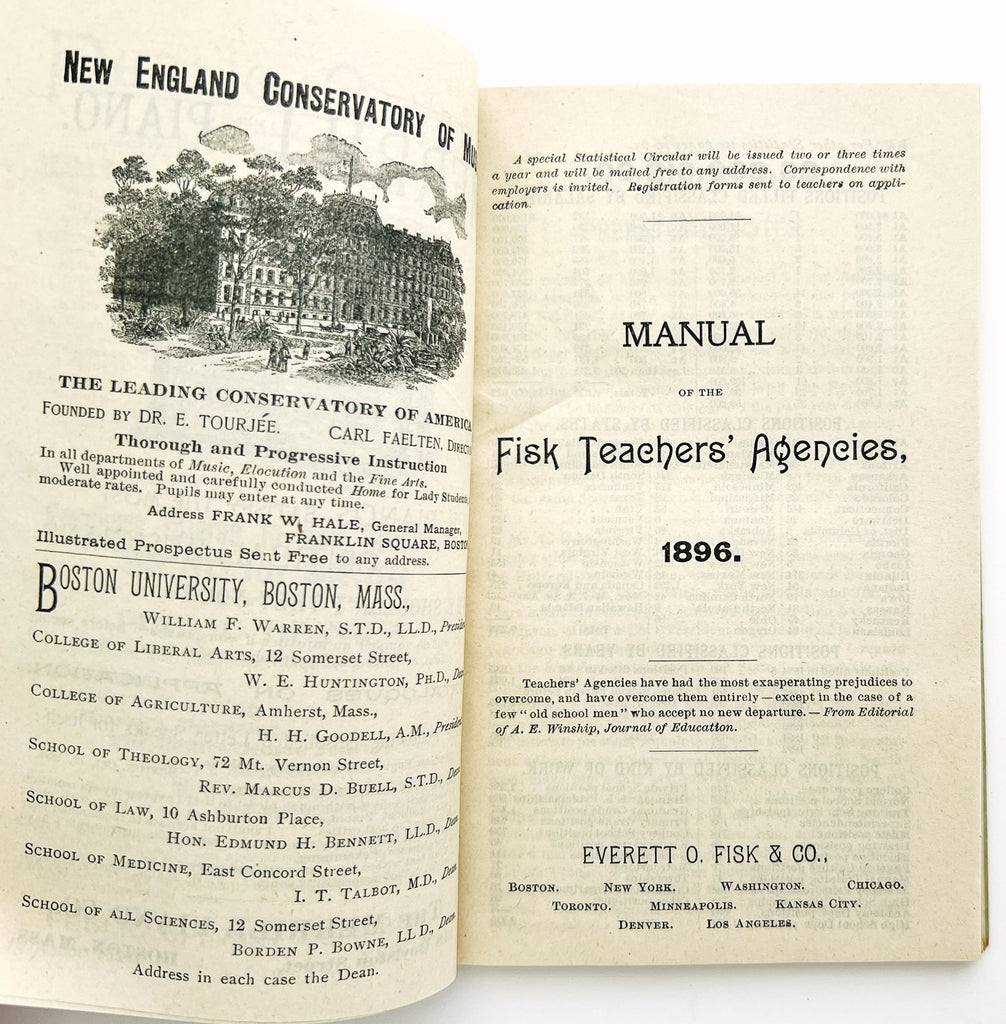 NEW ENGLAND CONSERVATORY OF
THE LEADING CONSERVATORY OF AMERICA
FOUNDED BY DR. E. TOURJÉE. CARL FAELTEN,
Thorough and Progressive Instruction
In all departments of Music, Elocution and the Fine Arts.
Well appointed and carefully conducted Home for Lady
moderate rates. Pupils may enter at any time.
Address FRANK W. HALE, General Manager,
FRANKLIN SQUARE,
Illustrated Prospectus Sent Free to any address.
BOSTON UNIVERSITY, BOSTON, MASS.,
WILLIAM F. WARREN, S.T.D., LL.D.,
COLLEGE OF LIBERAL ARTS, 12 Somerset Street,
W. E. HUNTINGTON, PH.D.,
COLLEGE OF AGRICULTURE, Amherst, Mass.,
H. H. GOODELL, A.M., President
SCHOOL OF THEOLOGY, 72 Mt. Vernon Street,
REV. MARCUS D. BUELL, S.T.D.,
SCHOOL OF LAW, 10 Ashburton Place,
HON. EDMUND H. BENNETT, LL.D.,
SCHOOL OF MEDICINE, East Concord Street,
I. T. TALBOT, M.D.,
SCHOOL OF ALL SCIENCES, 12 Somerset Street,
BORDEN P. BOWNE, LL D.,
Address in each case the Dean.
A special Statistical Circular will be issued two or three times
a year and will be mailed free to any address. Correspondence with
employers is invited. Registration forms sent to teachers on appli-
cation.
MANUAL
OF THE
Fisk Teachers' Agencies,
1896.
Teachers' Agencies have had the most exasperating prejudices to
overcome, and have overcome them entirely — except in the case of a
few "old school men" who accept no new departure. — From Editorial
of A. E. Winship, Journal of Education.
EVERETT O. FISK & CO.,
BOSTON. NEW YORK. WASHINGTON. CHICAGO.
TORONTO. MINNEAPOLIS. KANSAS CITY.
DENVER. LOS ANGELES.